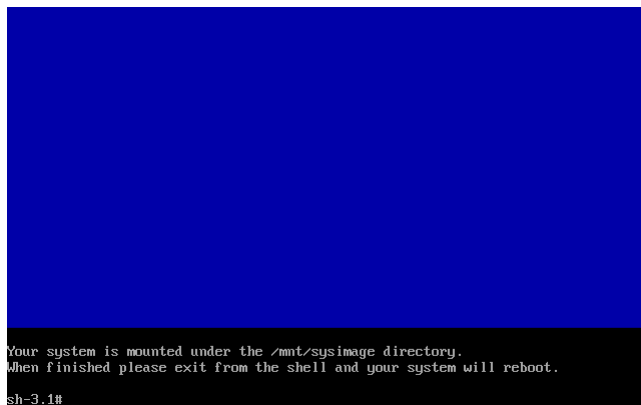 Your system is mounted under the /mnt/sysimage directory.
When finished please exit from the shell and your system will reboot.
sh-3.1#